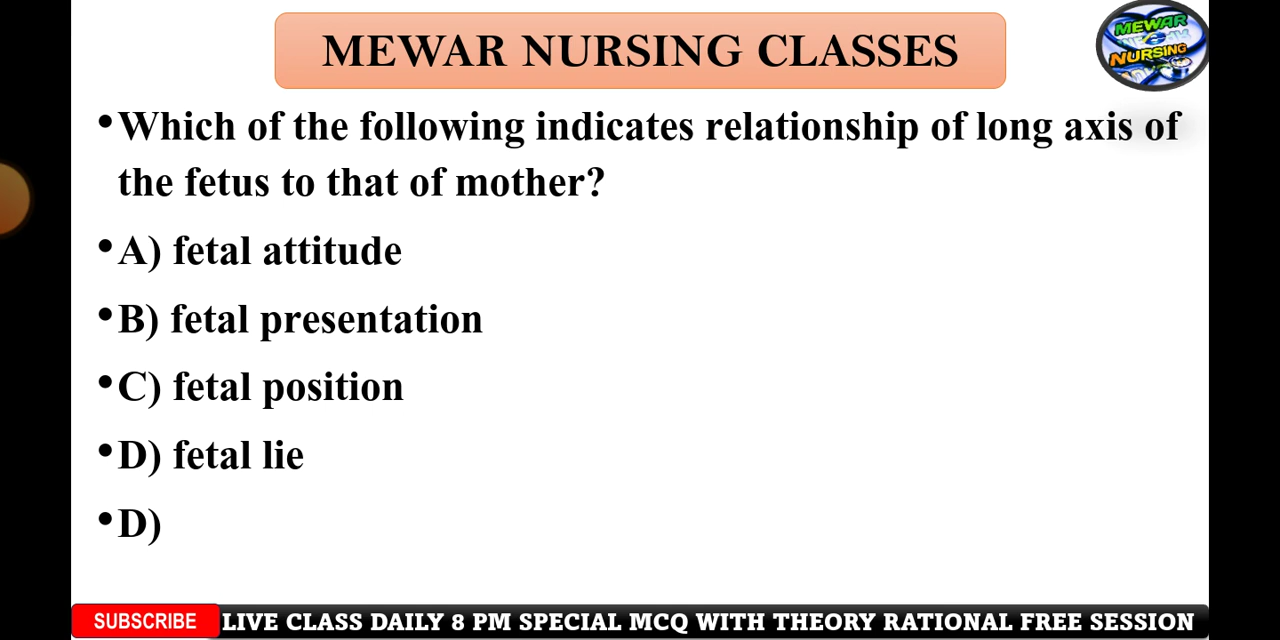 MEWAR NURSING CLASSES
MEWAR
NURSING
•Which of the following indicates relationship of long axis of
the fetus to that of mother?
•A) fetal attitude
•B) fetal presentation
•C) fetal position
•D) fetal lie
•D)
SUBSCRIBE LIVE CLASS DAILY 8 PM SPECIAL MCQ WITH THEORY RATIONAL FREE SESSION